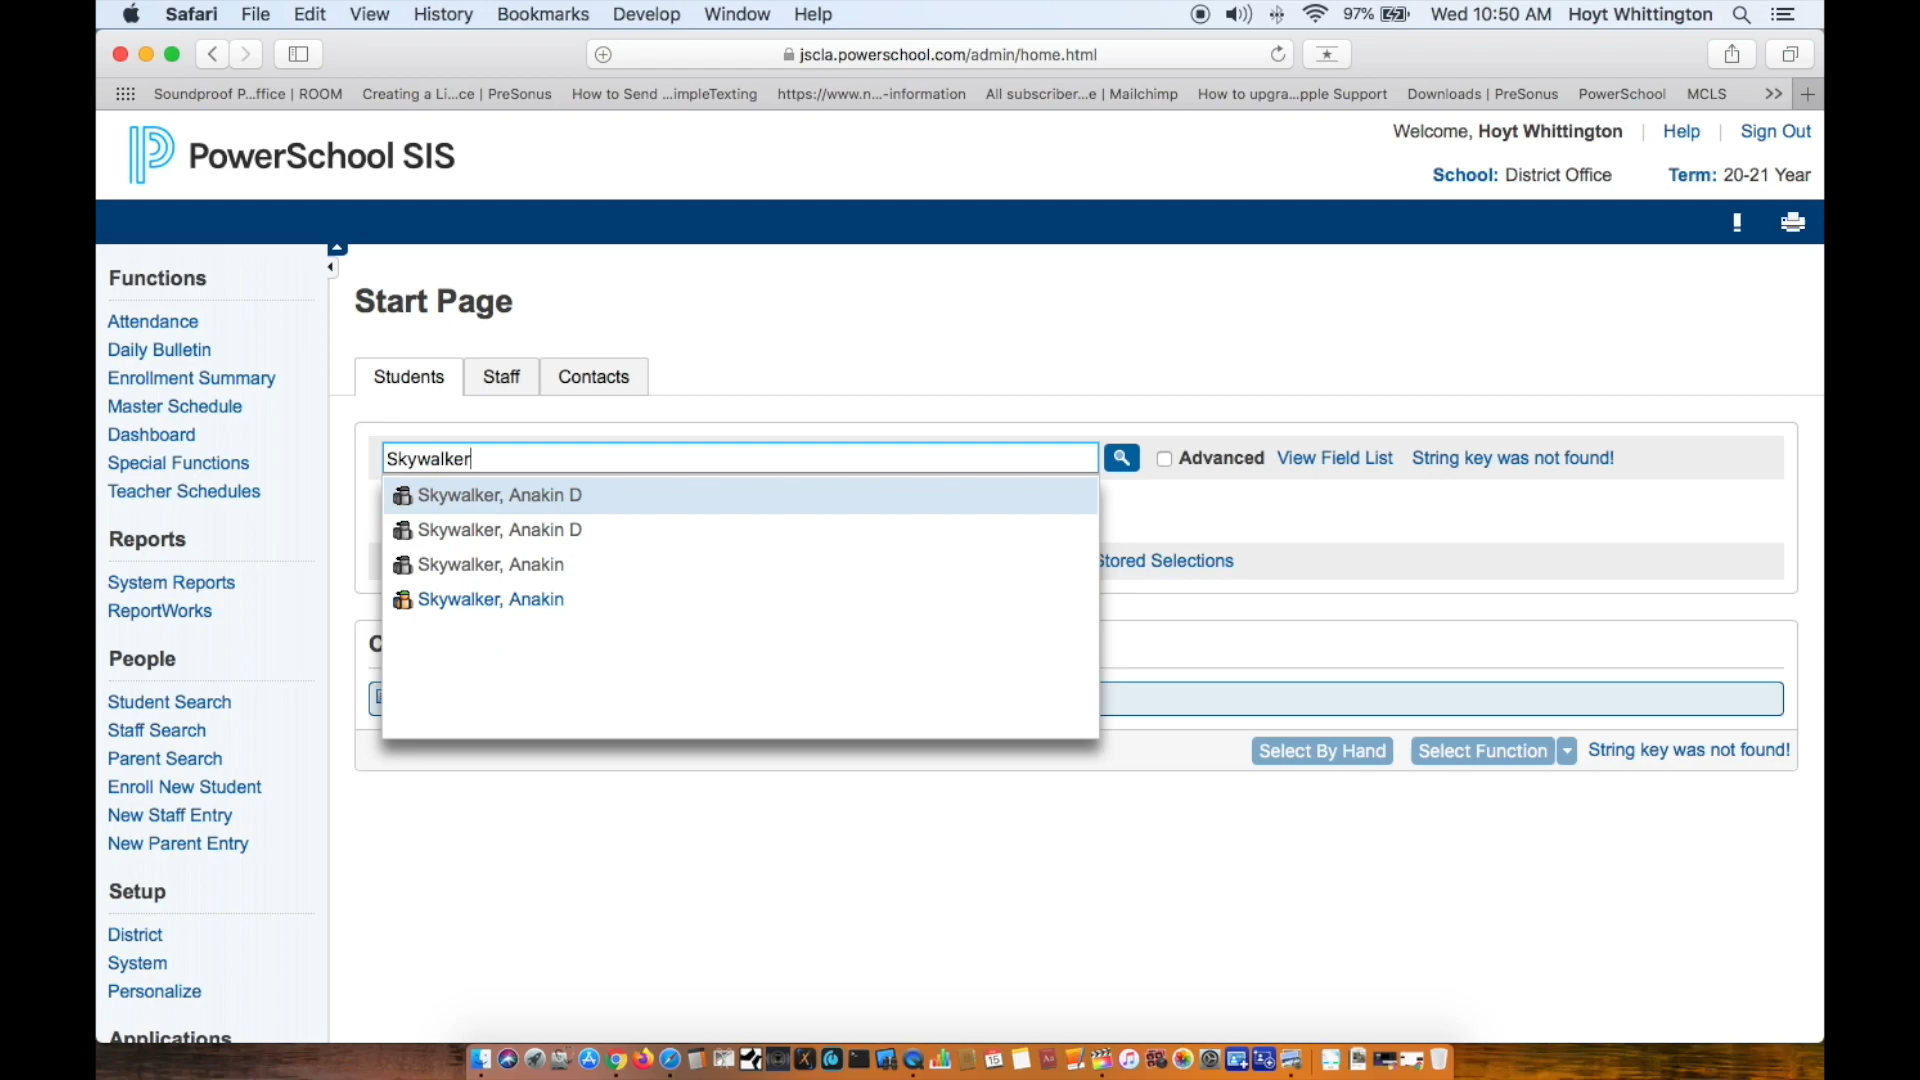 Safari File Edit View History Bookmarks Develop Window Help 97% Wed 10:50 AM Hoyt Whittington
jscla.powerschool.com/admin/home.html
Soundproof P...ffice | ROOM Creating a Li...ce | PreSonus How to Send ...impleTexting https://www.n...-information All subscriber...e | Mailchimp How to upgra...pple Support Downloads | PreSonus PowerSchool MCLS >> +
PowerSchool SIS
Welcome, Hoyt Whittington | Help | Sign Out
School: District Office Term: 20-21 Year
Functions
Attendance
Daily Bulletin
Enrollment Summary
Master Schedule
Dashboard
Special Functions
Teacher Schedules
Reports
System Reports
ReportWorks
People
Student Search
Staff Search
Parent Search
Enroll New Student
New Staff Entry
New Parent Entry
Setup
District
System
Personalize
Applications
Start Page
Students Staff Contacts
Skywalker
Advanced View Field List String key was not found!
Skywalker, Anakin D
Skywalker, Anakin D
Skywalker, Anakin
Skywalker, Anakin
Stored Selections
Select By Hand Select Function String key was not found!
15